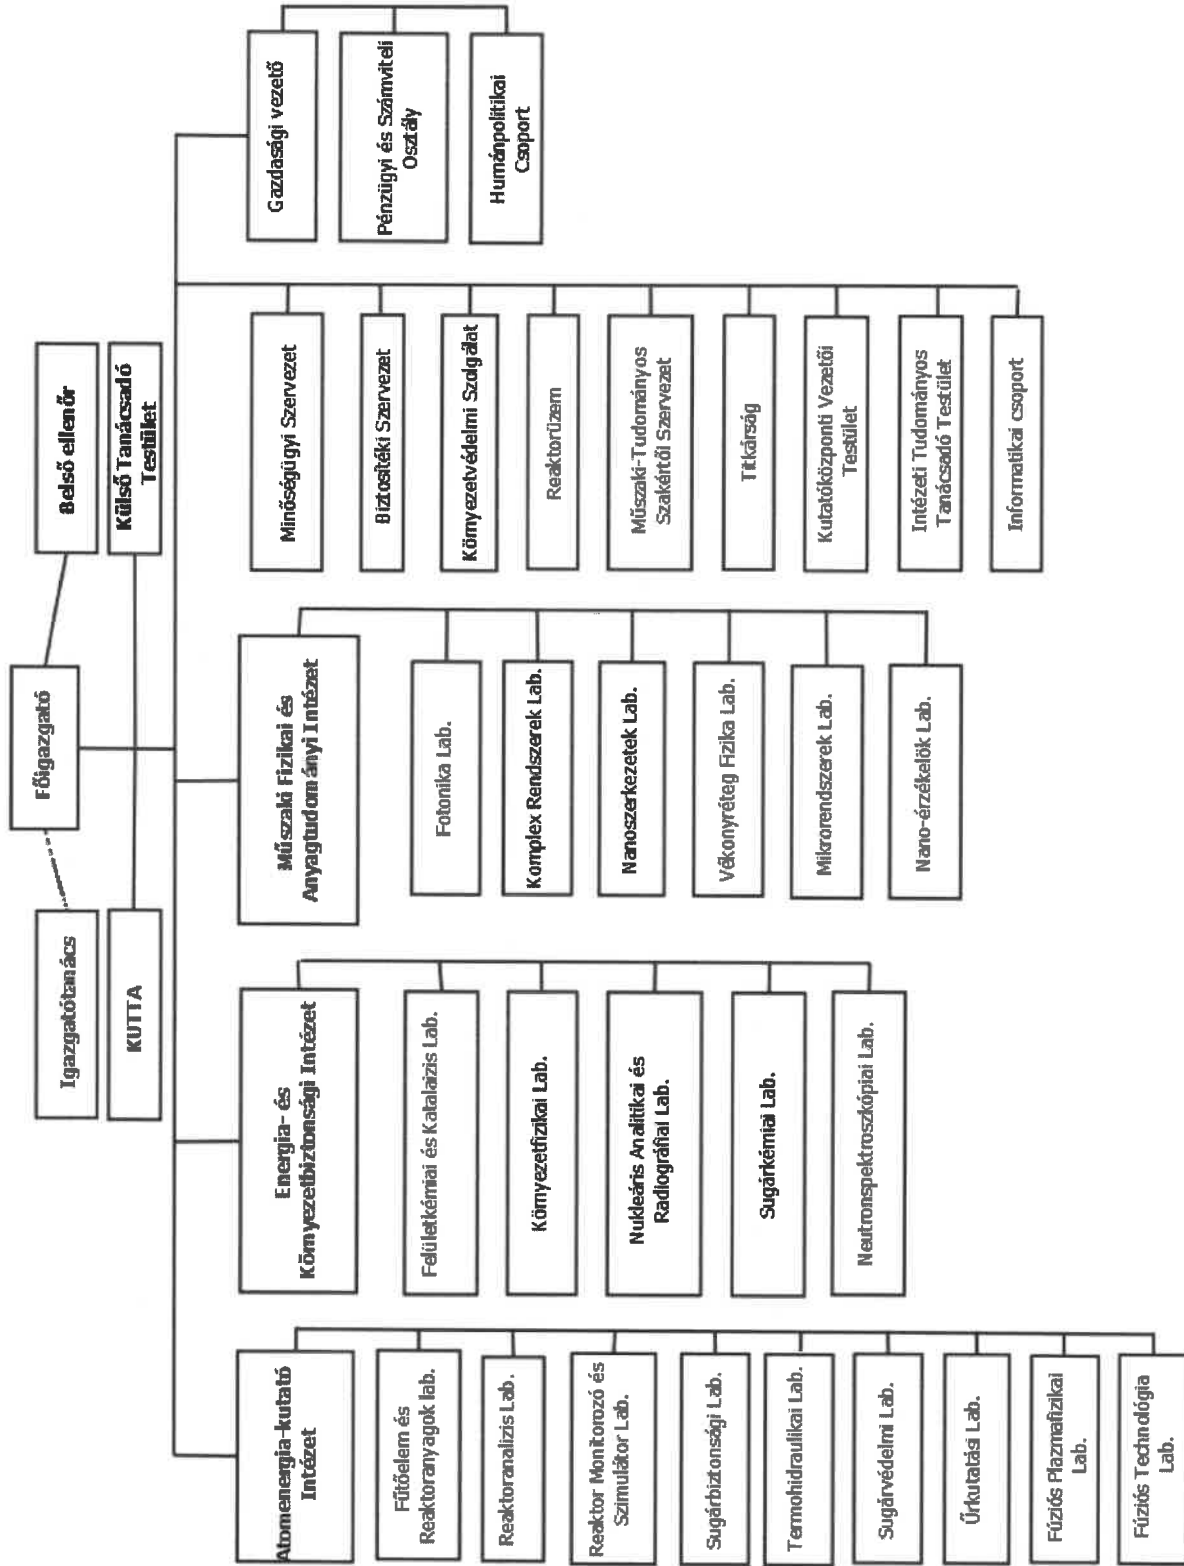 Főigazgató
Igazgatótanács
Belső ellenőr
KUTTA
Külső Tanácsadó
Testület
Atomenergia-kutató
Intézet
Fűtőelem és
Reaktoranyagok lab.
Reaktoranalízis Lab.
Reaktor Monitorozó és
Szimulátor Lab.
Sugárbiztonsági Lab.
Termohidraulikai Lab.
Sugárvédelmi Lab.
Űrkutatási Lab.
Fúziós Plazmafizikai
Lab.
Fúziós Technológia
Lab.
Energia- és
Környezetbiztonsági Intézet
Felületkémiai és Katalaízis Lab.
Környezetfizikai Lab.
Nukleáris Analitikai és
Radiográfiai Lab.
Sugárkémiai Lab.
Neutronspektroszkópiai Lab.
Műszaki Fizikai és
Anyagtudományi Intézet
Fotonika Lab.
Komplex Rendszerek Lab.
Nanoszerkezetek Lab.
Vékonyréteg Fizika Lab.
Mikrorendszerek Lab.
Nano-érzékelök Lab.
Minőségügyi Szervezet
Biztosítéki Szervezet
Környezetvédelmi Szolgálat
Reaktorüzem
Műszaki-Tudományos
Szakértői Szervezet
Titkárság
Kutatóközponti Vezetői
Testület
Intézeti Tudományos
Tanácsadó Testület
Informatikai csoport
Gazdasági vezető
Pénzügyi és Számviteli
Osztály
Humánpolitikai
Csoport